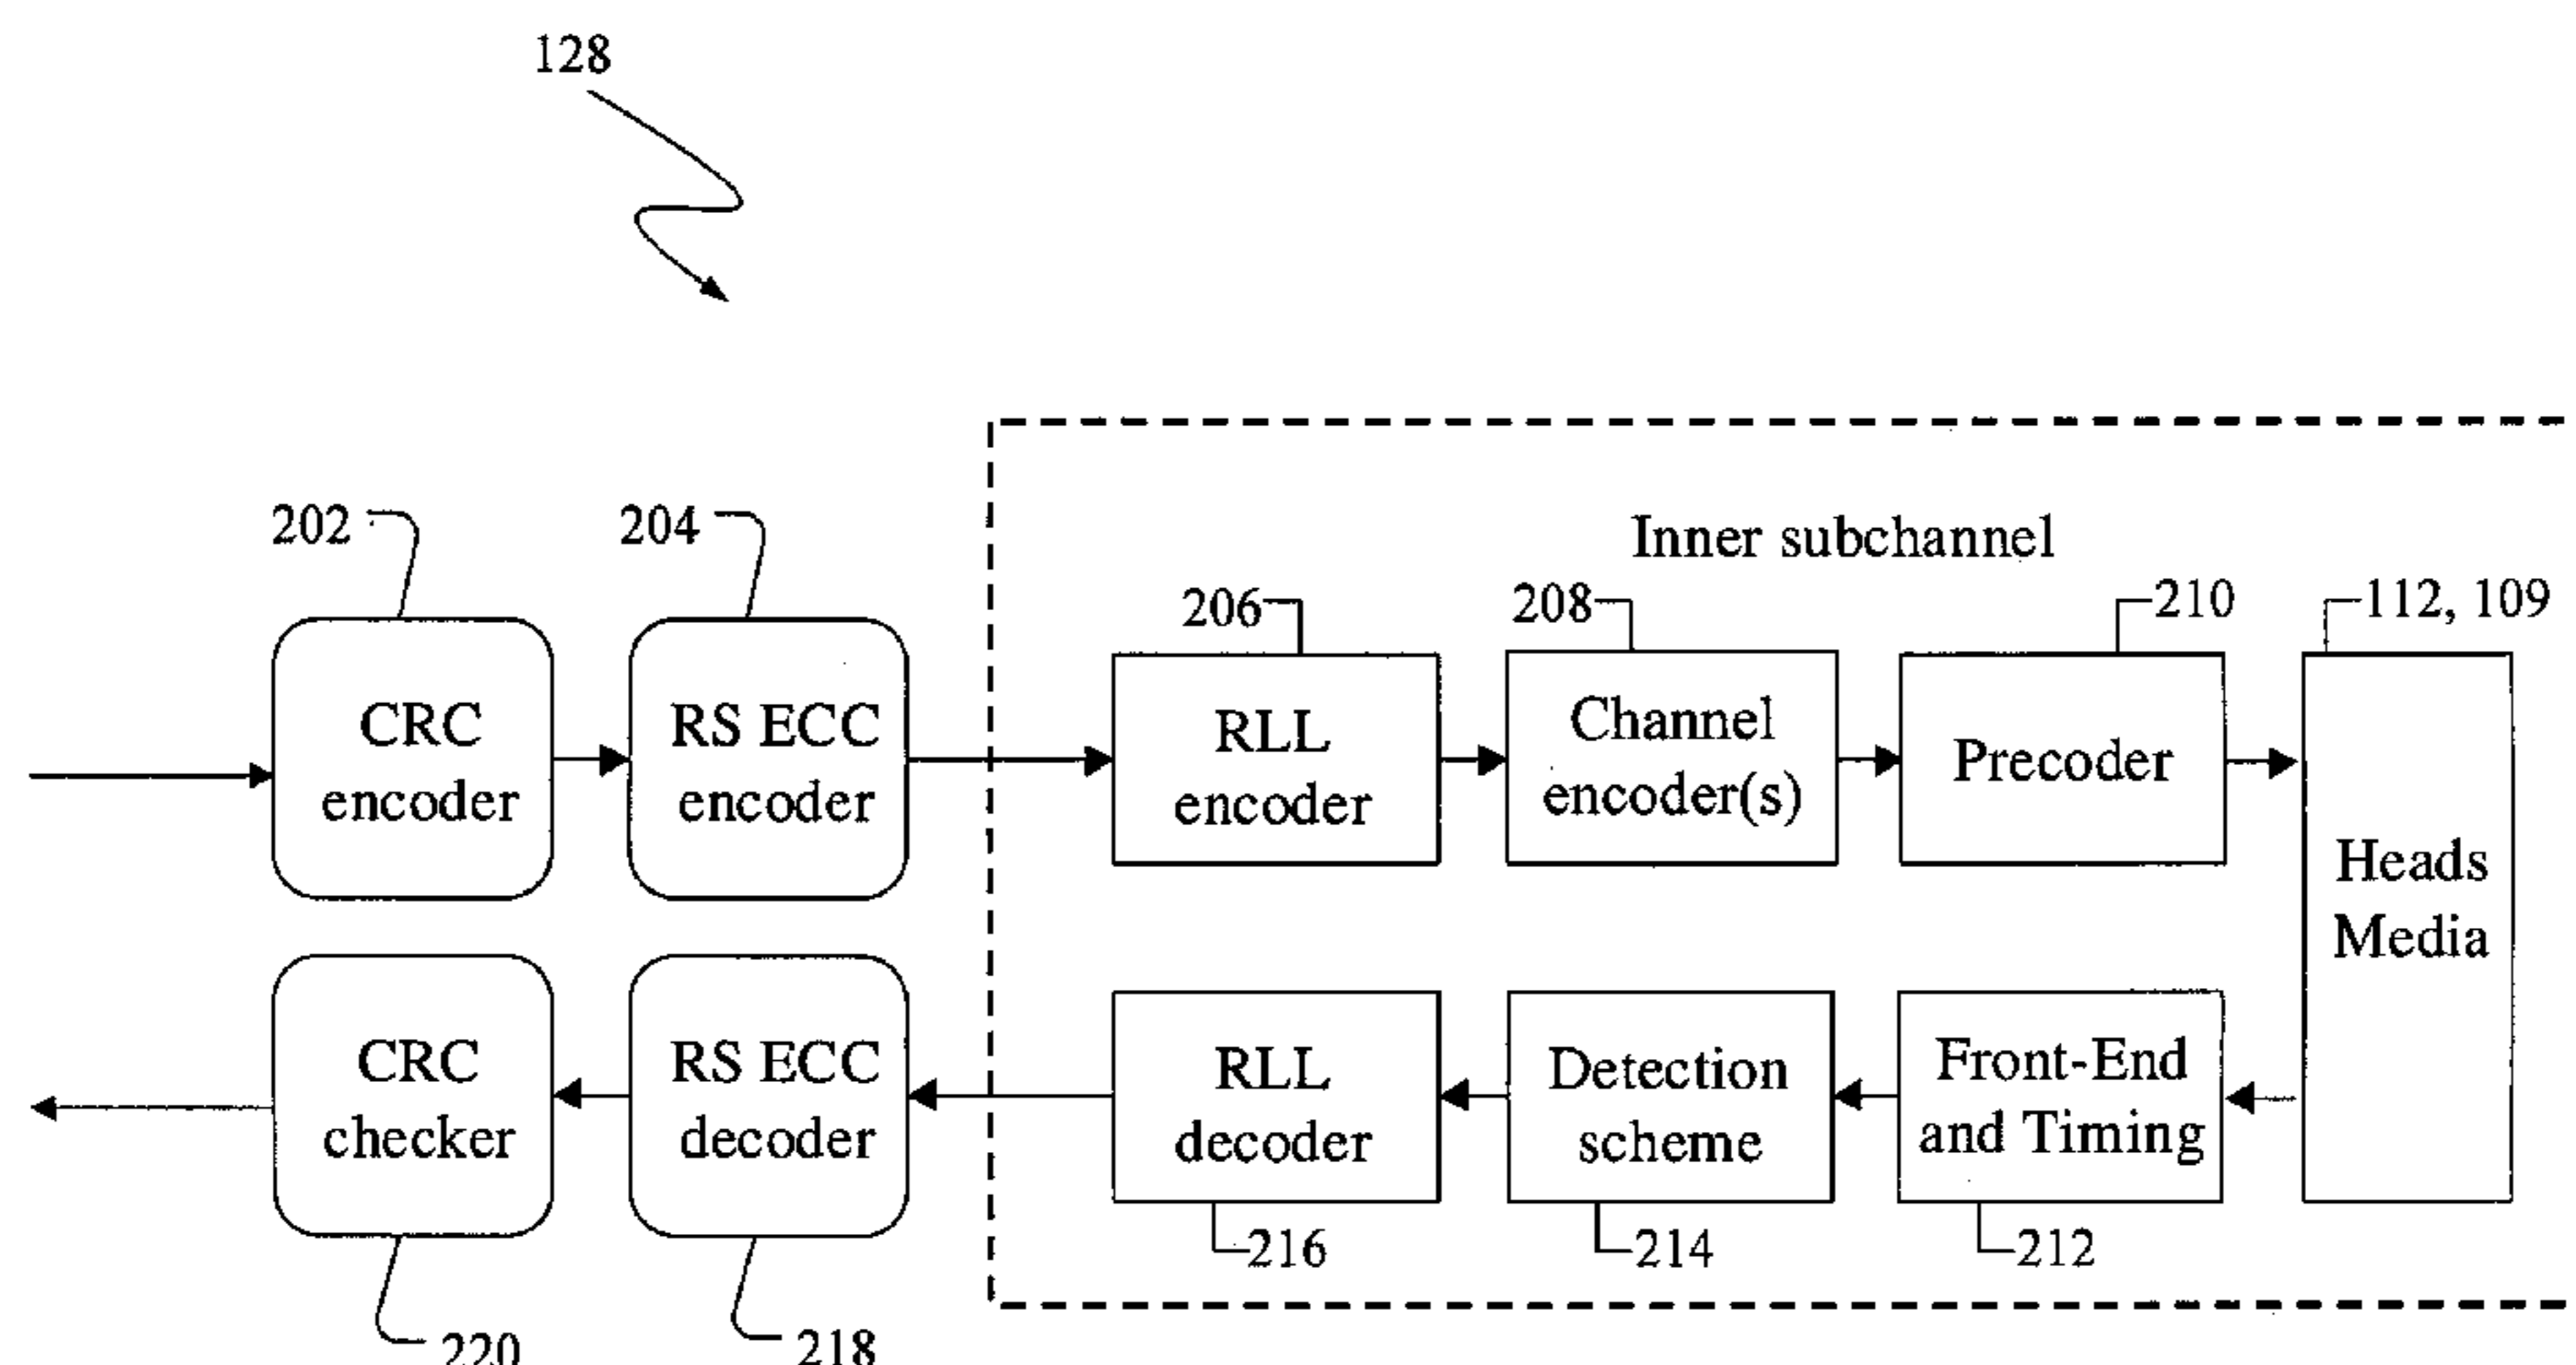 128
202
204
Inner subchannel
206
208
210
112, 109
CRC
encoder
RS ECC
encoder
RLL
encoder
Channel
encoder(s)
Precoder
Heads
Media
CRC
checker
RS ECC
decoder
RLL
decoder
Detection
scheme
Front-End
and Timing
216
214
212
220
218